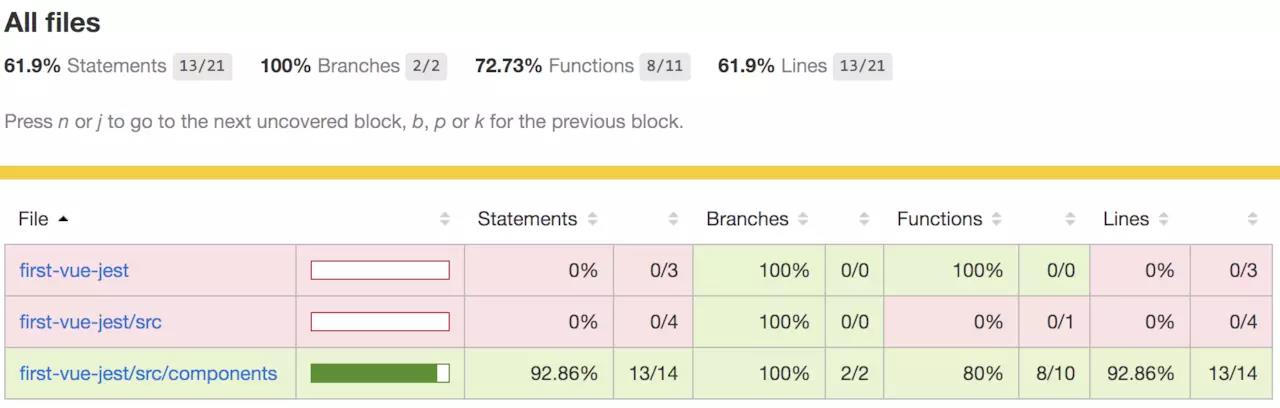 All files
61.9% Statements 13/21 100% Branches 2/2 72.73% Functions 8/11 61.9% Lines 13/21
Press n or j to go to the next uncovered block, b, p or k for the previous block.
File Statements Branches Functions Lines
first-vue-jest 0% 0/3 100% 0/0 100% 0/0 0% 0/3
first-vue-jest/src 0% 0/4 100% 0/0 0% 0/1 0% 0/4
first-vue-jest/src/components 92.86% 13/14 100% 2/2 80% 8/10 92.86% 13/14